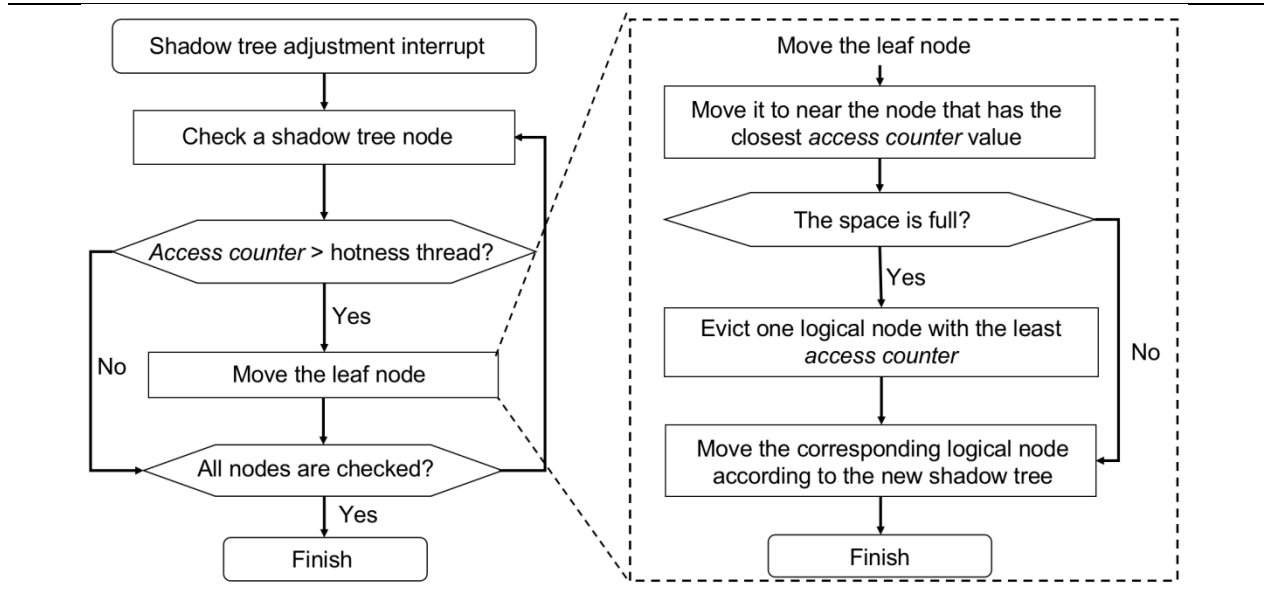 Shadow tree adjustment interrupt
Check a shadow tree node
Access counter > hotness thread?
Yes
No
Move the leaf node
All nodes are checked?
Yes
Finish
Move the leaf node
Move it to near the node that has the
closest access counter value
The space is full?
Yes
Evict one logical node with the least
access counter
No
Move the corresponding logical node
according to the new shadow tree
Finish